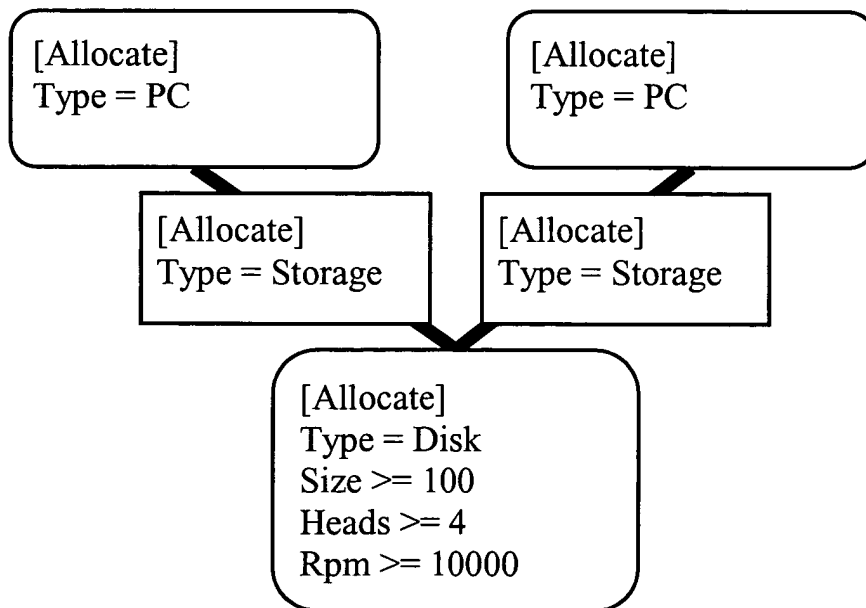 [Allocate]
Type = PC
[Allocate]
Type = PC
[Allocate]
Type = Storage
[Allocate]
Type = Storage
[Allocate]
Type = Disk
Size >= 100
Heads >= 4
Rpm >= 10000